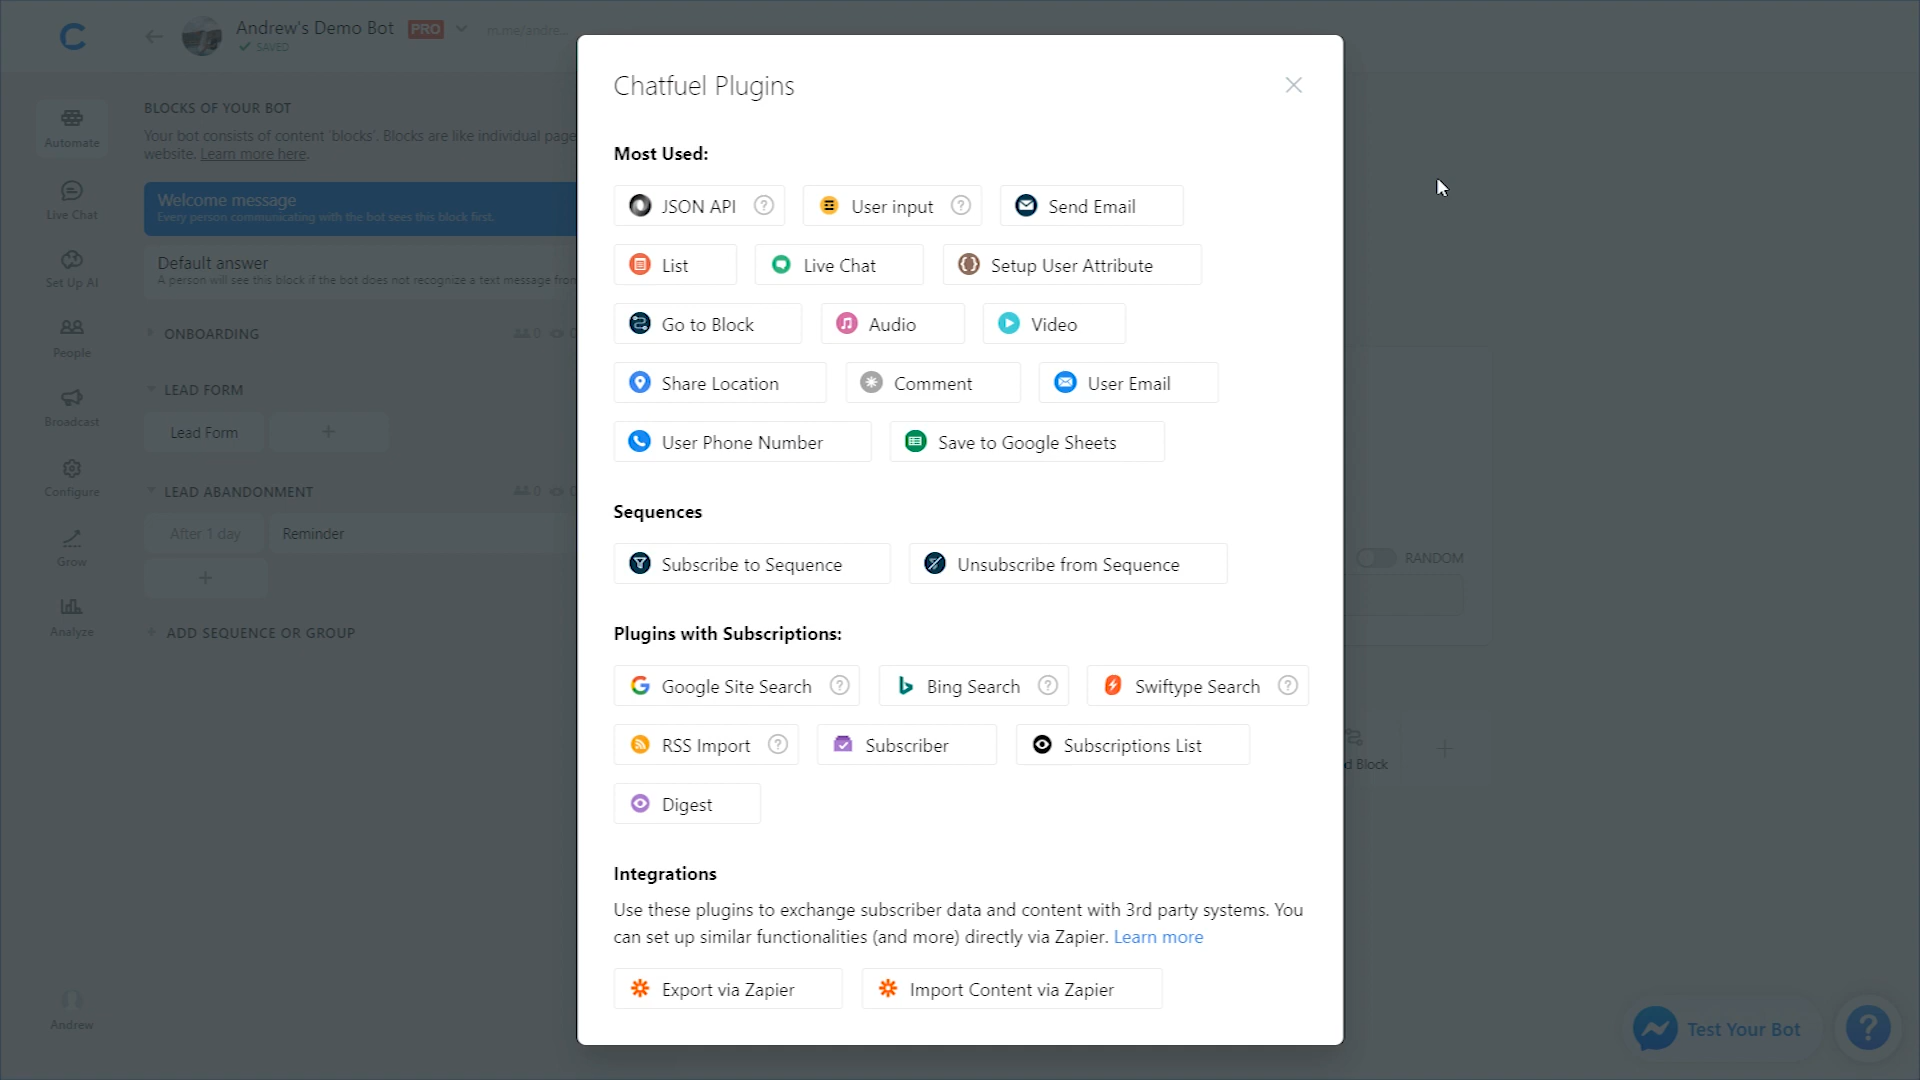 Andrew's Demo Bot PRO m.me/andre...
SAVED
Automate
Live Chat
Set Up AI
People
Broadcast
Configure
Grow
Analyze
Andrew
BLOCKS OF YOUR BOT
Your bot consists of content 'blocks'. Blocks are like individual page
website. Learn more here.
Welcome message
Every person communicating with the bot sees this block first.
Default answer
A person will see this block if the bot does not recognize a text message from
ONBOARDING 0 0
LEAD FORM
Lead Form +
LEAD ABANDONMENT 0 0
After 1 day Reminder
+
+ ADD SEQUENCE OR GROUP
Chatfuel Plugins
Most Used:
JSON API ? User input ? Send Email
List Live Chat Setup User Attribute
Go to Block Audio Video
Share Location Comment User Email
User Phone Number Save to Google Sheets
Sequences
Subscribe to Sequence Unsubscribe from Sequence
Plugins with Subscriptions:
Google Site Search ? Bing Search ? Swiftype Search ?
RSS Import ? Subscriber Subscriptions List
Digest
Integrations
Use these plugins to exchange subscriber data and content with 3rd party systems. You
can set up similar functionalities (and more) directly via Zapier. Learn more
Export via Zapier Import Content via Zapier
RANDOM
d Block +
Test Your Bot ?